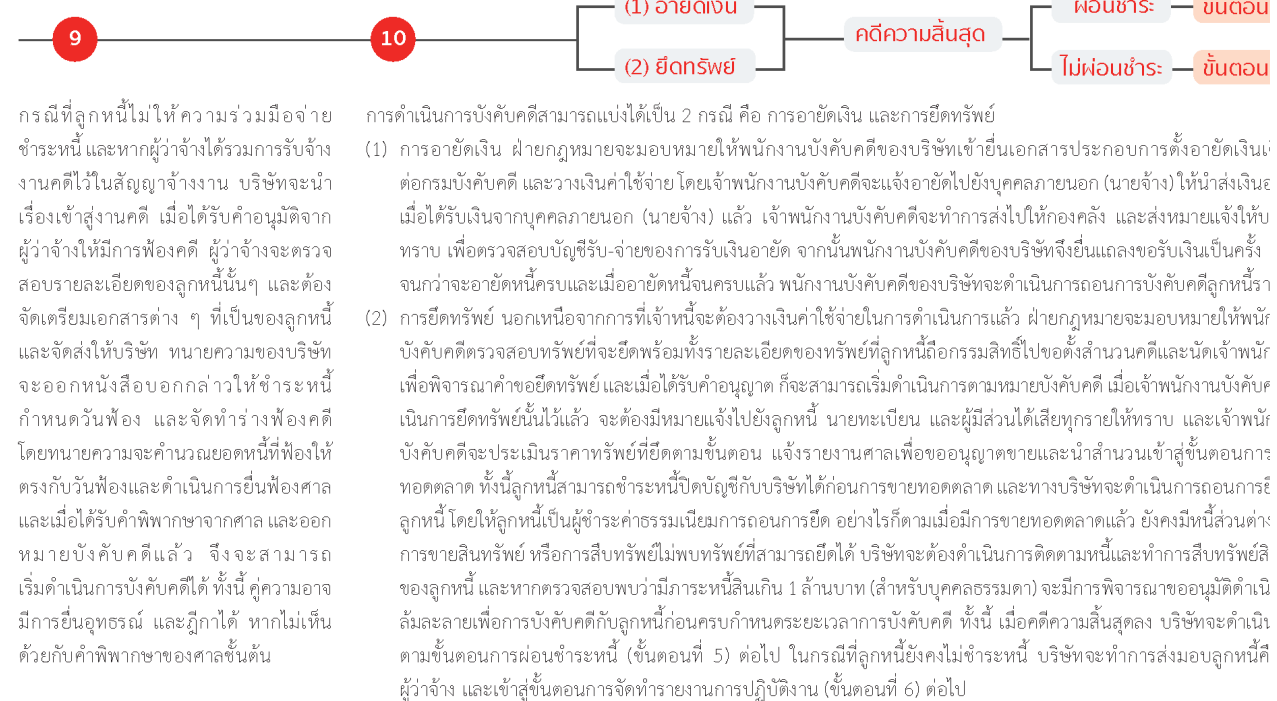 (1) อายัดเงิน
ผ่อนชำระ
ขั้นตอน
9
10
คดีความสิ้นสุด
(2) ยึดทรัพย์
ไม่ผ่อนชำระ
ขั้นตอน
กรณีที่ลูกหนี้ไม่ให้ความร่วมมือจ่าย
ชำระหนี้ และหากผู้ว่าจ้างได้รวมการรับจ้าง
งานคดีไว้ในสัญญาจ้างงาน บริษัทจะนำ
เรื่องเข้าสู่งานคดี เมื่อได้รับคำอนุมัติจาก
ผู้ว่าจ้างให้มีการฟ้องคดี ผู้ว่าจ้างจะตรวจ
สอบรายละเอียดของลูกหนี้นั้นๆ และต้อง
จัดเตรียมเอกสารต่าง ๆ ที่เป็นของลูกหนี้
และจัดส่งให้บริษัท ทนายความของบริษัท
จะออกหนังสือบอกกล่าวให้ชำระหนี้
กำหนดวันฟ้อง และจัดทำร่างฟ้องคดี
โดยทนายความจะคำนวณยอดหนี้ที่ฟ้องให้
ตรงกับวันฟ้องและดำเนินการยื่นฟ้องศาล
และเมื่อได้รับคำพิพากษาจากศาล และออก
หมายบังคับคดีแล้ว จึงจะสามารถ
เริ่มดำเนินการบังคับคดีได้ ทั้งนี้ คู่ความอาจ
มีการยื่นอุทธรณ์ และฎีกาได้ หากไม่เห็น
ด้วยกับคำพิพากษาของศาลชั้นต้น
การดำเนินการบังคับคดีสามารถแบ่งได้เป็น 2 กรณี คือ การอายัดเงิน และการยึดทรัพย์
(1) การอายัดเงิน ฝ่ายกฎหมายจะมอบหมายให้พนักงานบังคับคดีของบริษัทเข้ายื่นเอกสารประกอบการตั้งอายัดเงิน
ต่อกรมบังคับคดี และวางเงินค่าใช้จ่าย โดยเจ้าพนักงานบังคับคดีจะแจ้งอายัดไปยังบุคคลภายนอก (นายจ้าง) ให้นำส่งเงิน
เมื่อได้รับเงินจากบุคคลภายนอก (นายจ้าง) แล้ว เจ้าพนักงานบังคับคดีจะทำการส่งไปให้กองคลัง และส่งหมายแจ้งให้บ
ทราบ เพื่อตรวจสอบบัญชีรับ-จ่ายของการรับเงินอายัด จากนั้นพนักงานบังคับคดีของบริษัทจึงยื่นแถลงขอรับเงินเป็นครั้ง
จนกว่าจะอายัดหนี้ครบและเมื่ออายัดหนี้จนครบแล้ว พนักงานบังคับคดีของบริษัทจะดำเนินการถอนการบังคับคดีลูกหนี้รา
(2) การยึดทรัพย์ นอกเหนือจากการที่เจ้าหนี้จะต้องวางเงินค่าใช้จ่ายในการดำเนินการแล้ว ฝ่ายกฎหมายจะมอบหมายให้พนัก
บังคับคดีตรวจสอบทรัพย์ที่จะยึดพร้อมทั้งรายละเอียดของทรัพย์ที่ลูกหนี้ถือกรรมสิทธิ์ไปขอตั้งสำนวนคดีและนัดเจ้าพนัก
เพื่อพิจารณาคำขอยึดทรัพย์ และเมื่อได้รับคำอนุญาต ก็จะสามารถเริ่มดำเนินการตามหมายบังคับคดี เมื่อเจ้าพนักงานบังคับค
เนินการยึดทรัพย์นั้นไว้แล้ว จะต้องมีหมายแจ้งไปยังลูกหนี้ นายทะเบียน และผู้มีส่วนได้เสียทุกรายให้ทราบ และเจ้าพนัก
บังคับคดีจะประเมินราคาทรัพย์ที่ยึดตามขั้นตอน แจ้งรายงานศาลเพื่อขออนุญาตขายและนำสำนวนเข้าสู่ขั้นตอนการ
ทอดตลาด ทั้งนี้ลูกหนี้สามารถชำระหนี้ปิดบัญชีกับบริษัทได้ก่อนการขายทอดตลาด และทางบริษัทจะดำเนินการถอนการยึ
ลูกหนี้ โดยให้ลูกหนี้เป็นผู้ชำระค่าธรรมเนียมการถอนการยึด อย่างไรก็ตามเมื่อมีการขายทอดตลาดแล้ว ยังคงมีหนี้ส่วนต่าง
การขายสินทรัพย์ หรือการสืบทรัพย์ไม่พบทรัพย์ที่สามารถยึดได้ บริษัทจะต้องดำเนินการติดตามหนี้และทำการสืบทรัพย์สิ
ของลูกหนี้ และหากตรวจสอบพบว่ามีภาระหนี้สินเกิน 1 ล้านบาท (สำหรับบุคคลธรรมดา) จะมีการพิจารณาขออนุมัติดำเนิ
ล้มละลายเพื่อการบังคับคดีกับลูกหนี้ก่อนครบกำหนดระยะเวลาการบังคับคดี ทั้งนี้ เมื่อคดีความสิ้นสุดลง บริษัทจะดำเนิน
ตามขั้นตอนการผ่อนชำระหนี้ (ขั้นตอนที่ 5) ต่อไป ในกรณีที่ลูกหนี้ยังคงไม่ชำระหนี้ บริษัทจะทำการส่งมอบลูกหนี้คื
ผู้ว่าจ้าง และเข้าสู่ขั้นตอนการจัดทำรายงานการปฏิบัติงาน (ขั้นตอนที่ 6) ต่อไป